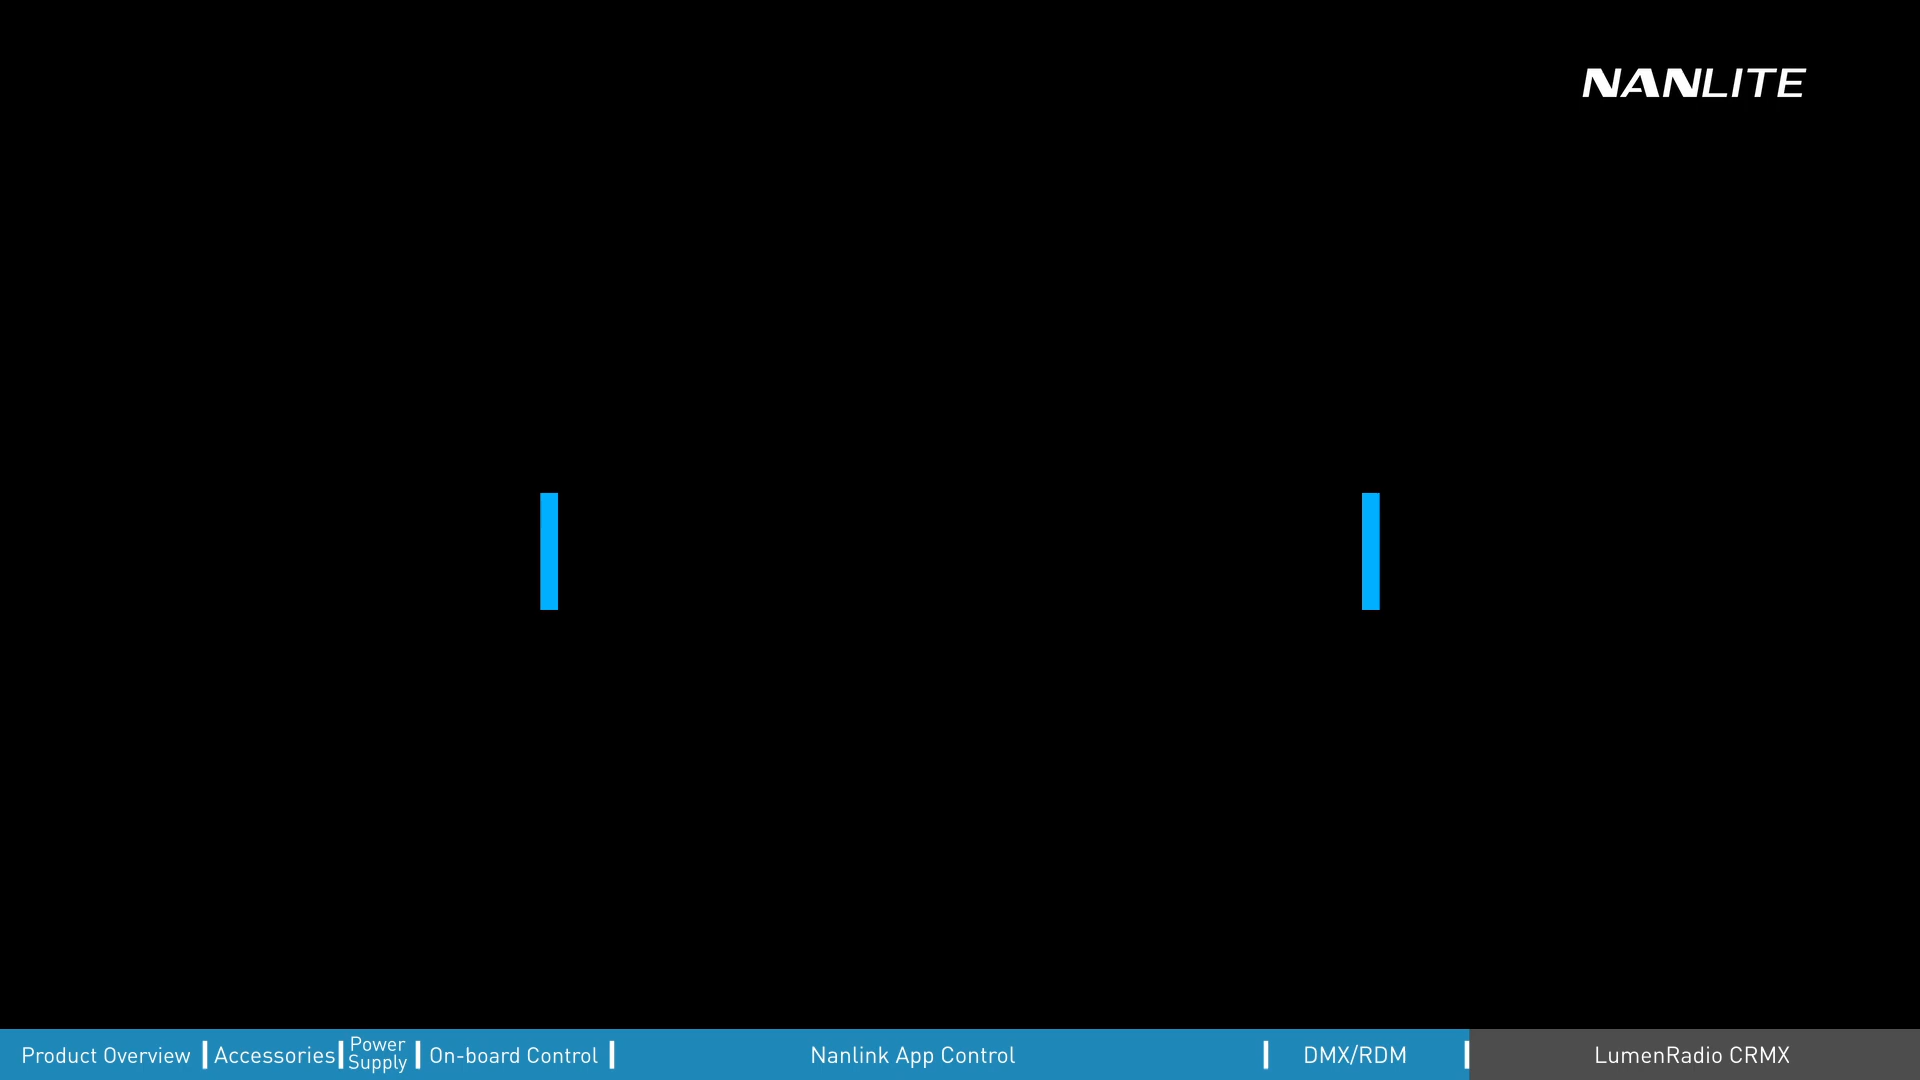 NANLITE
Product Overview
Accessories
Power
Supply
On-board Control
Nanlink App Control
DMX/RDM
LumenRadio CRMX